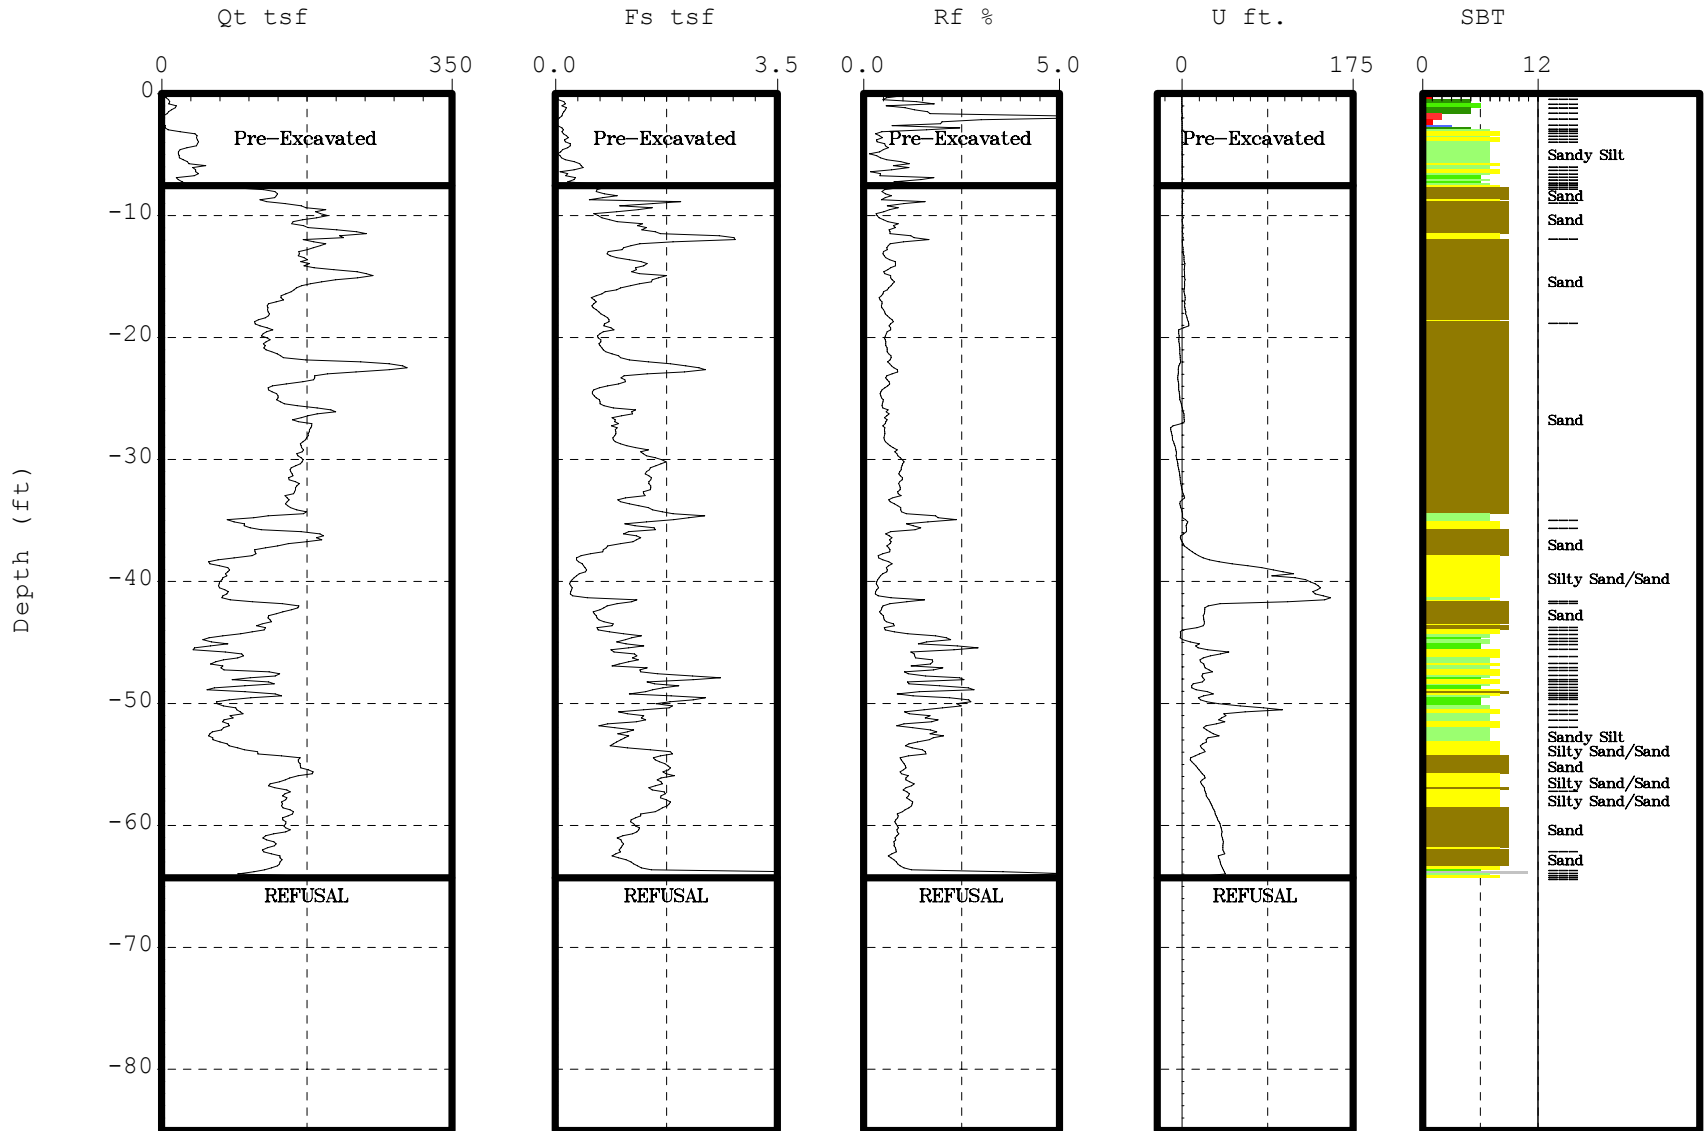 Qt tsf Fs tsf Rf % U ft. SBT
0 350 0.0 3.5 0.0 5.0 0 175 0 12
0
Pre-Excavated Pre-Excavated Pre-Excavated Pre-Excavated
Sandy Silt
Sand
-10
Sand
Sand
-20
Sand
-30
Depth (ft)
Sand
-40
Silty Sand/Sand
Sand
-50
Sandy Silt
Silty Sand/Sand
Sand
Silty Sand/Sand
Silty Sand/Sand
-60
Sand
Sand
REFUSAL REFUSAL REFUSAL REFUSAL
-70
-80